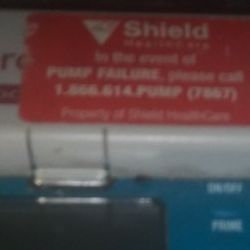 Shield
HealthCare
In the event of
PUMP FAILURE, please call
1.866.614.PUMP (7867)
Property of Shield HealthCare
re
ON/OFF
PRIME